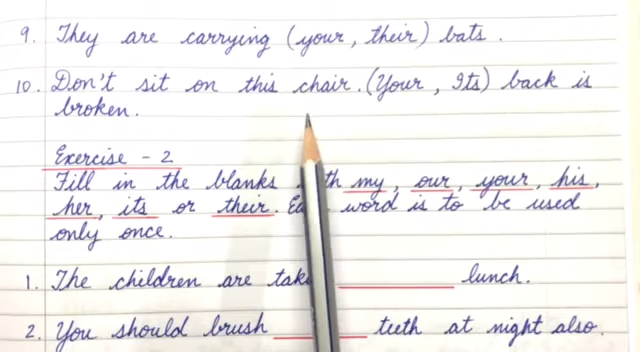 9. They are carrying (your, their) bats.
10. Don't sit on this chair. (Your, Its) back is
broken.
Exercise - 2
Fill in the blanks my, our, your, his,
her, its or their. word is to be used
only once.
1. The children are ________ lunch.
2. You should brush ________ teeth at night also.